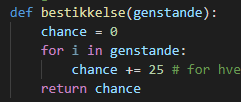 def bestikkelse(genstande):
    chance = 0
    for i in genstande:
        chance += 25 # for hve
    return chance